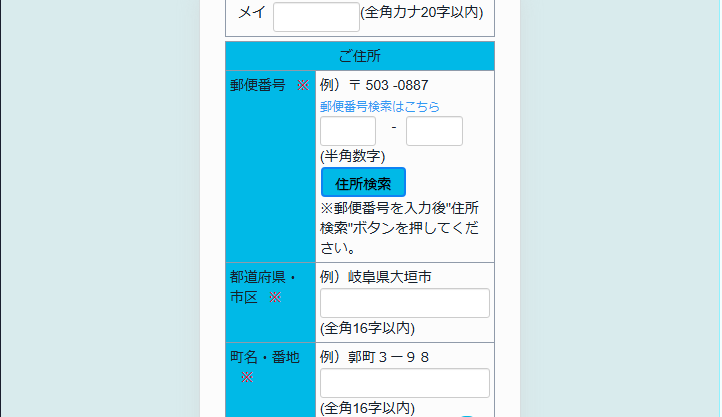 メイ (全角カナ20字以内)
ご住所
郵便番号 ※ 例）〒 503 -0887
郵便番号検索はこちら
-
(半角数字)
住所検索
※郵便番号を入力後"住所
検索"ボタンを押してくだ
さい。
都道府県・ 例）岐阜県大垣市
市区 ※
(全角16字以内)
町名・番地 例）郭町３－９８
※
(全角16字以内)